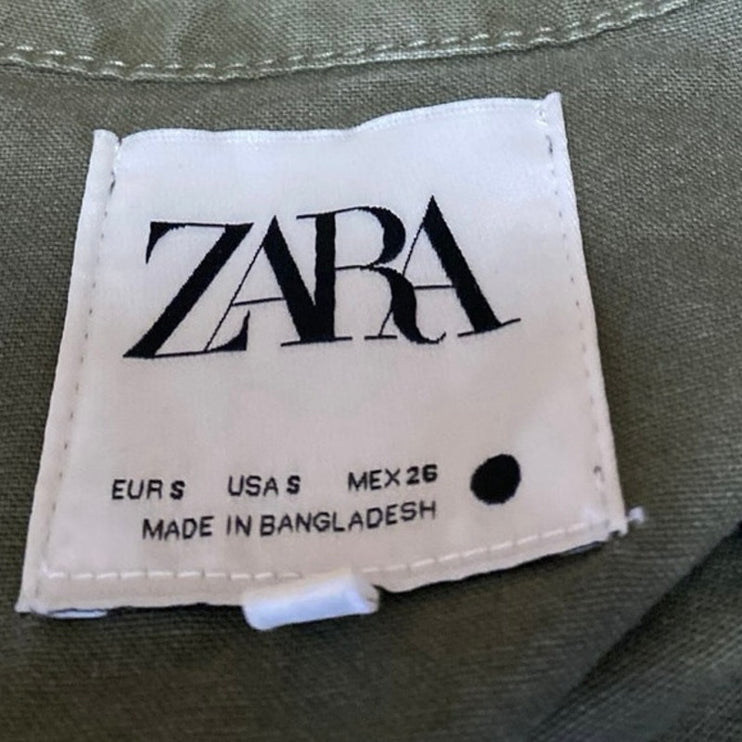 ZARA
EUR S USA S MEX 26
MADE IN BANGLADESH